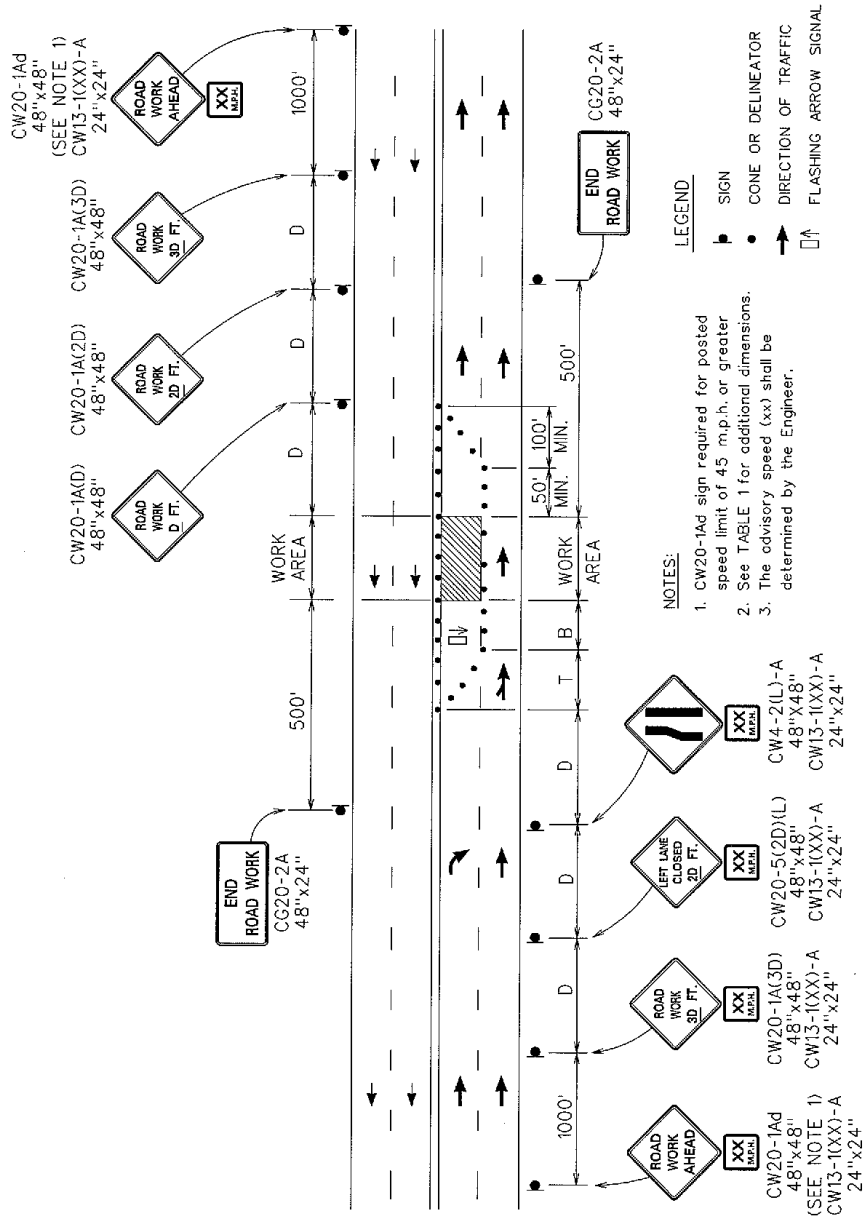 CW20-1Ad
48"x48"
(SEE NOTE 1)
CW13-1(XX)-A
24"x24"
ROAD
WORK
AHEAD
XX
M.P.H.
CW20-1A(3D)
48"x48"
ROAD
WORK
3D FT.
CW20-1A(2D)
48"x48"
ROAD
WORK
2D FT.
CW20-1A(D)
48"x48"
ROAD
WORK
D FT.
1000'
D
D
D
WORK
AREA
500'
END
ROAD WORK
CG20-2A
48"x24"
1000'
D
D
D
T
B
WORK
AREA
50'
MIN.
100'
MIN.
500'
END
ROAD WORK
CG20-2A
48"x24"
ROAD
WORK
AHEAD
XX
M.P.H.
CW20-1Ad
48"x48"
(SEE NOTE 1)
CW13-1(XX)-A
24"x24"
ROAD
WORK
3D FT.
XX
M.P.H.
CW20-1A(3D)
48"x48"
CW13-1(XX)-A
24"x24"
LEFT LANE
CLOSED
2D FT.
XX
M.P.H.
CW20-5(2D)(L)
48"x48"
CW13-1(XX)-A
24"x24"
XX
M.P.H.
CW4-2(L)-A
48"X48"
CW13-1(XX)-A
24"x24"
NOTES:
1. CW20-1Ad sign required for posted
speed limit of 45 m.p.h. or greater
2. See TABLE 1 for additional dimensions.
3. The advisory speed (xx) shall be
determined by the Engineer.
LEGEND
SIGN
CONE OR DELINEATOR
DIRECTION OF TRAFFIC
FLASHING ARROW SIGNAL